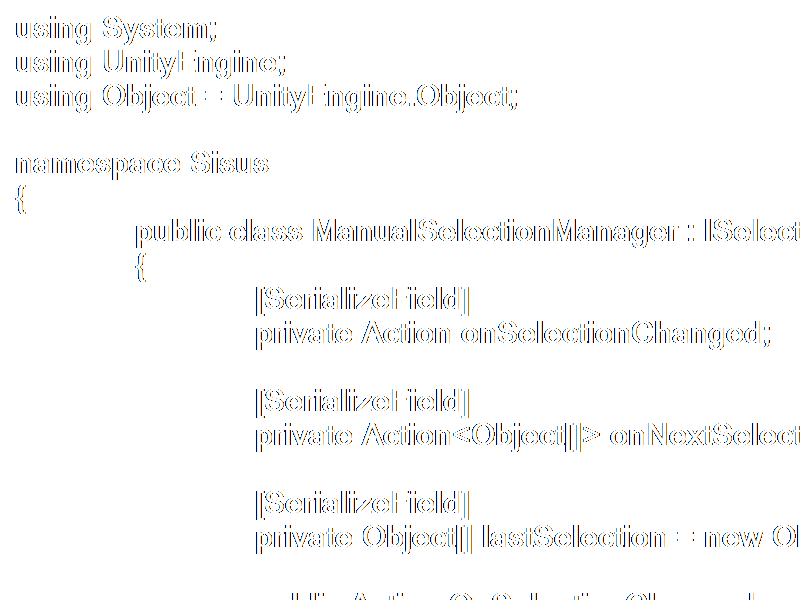 using System;
using UnityEngine;
using Object = UnityEngine.Object;
namespace Sisus
{
public class ManualSelectionManager : ISelect
{
[SerializeField]
private Action onSelectionChanged;
[SerializeField]
private Action<Object[]> onNextSelect
[SerializeField]
private Object[] lastSelection = new Ob